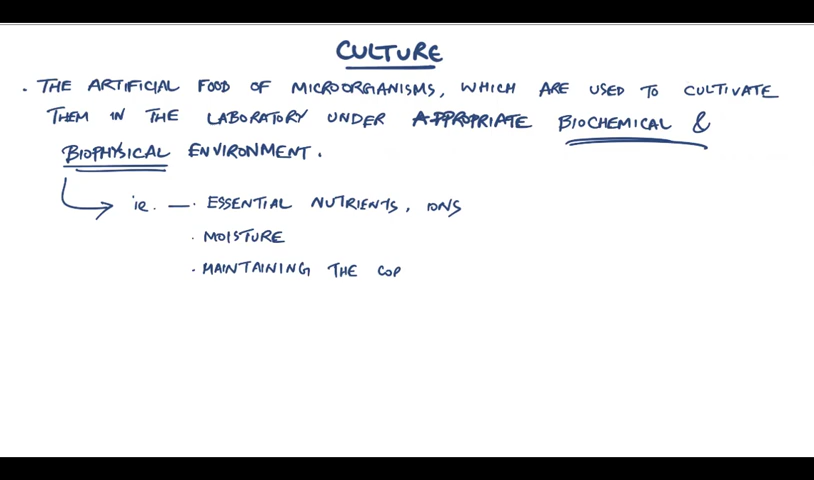 CULTURE
. THE ARTIFICIAL FOOD OF MICROORGANISMS, WHICH ARE USED TO CULTIVATE
THEM IN THE LABORATORY UNDER APPROPRIATE BIOCHEMICAL &
BIOPHYSICAL ENVIRONMENT.
ie. — . ESSENTIAL NUTRIENTS, IONS
. MOISTURE
. MAINTAINING THE COP